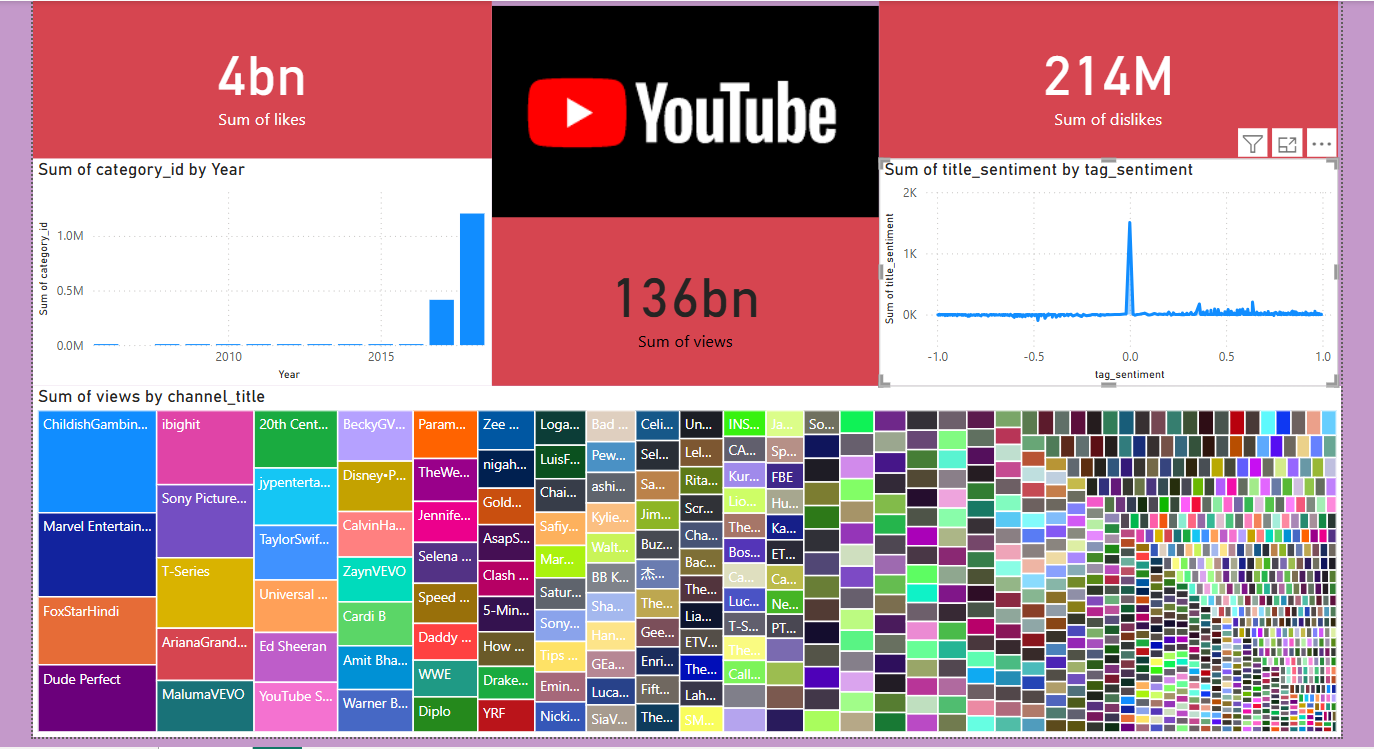 4bn
Sum of likes
YouTube
214M
Sum of dislikes
Sum of category_id by Year
Sum of category_id
1.0M
0.5M
0.0M
2010
2015
Year
136bn
Sum of views
Sum of title_sentiment by tag_sentiment
Sum of title_sentiment
2K
1K
0K
-1.0
-0.5
0.0
0.5
1.0
tag_sentiment
Sum of views by channel_title
ChildishGambin...
Marvel Entertain...
FoxStarHindi
Dude Perfect
ibighit
Sony Picture...
T-Series
ArianaGrand...
MalumaVEVO
20th Cent...
jypenterta...
TaylorSwif...
Universal ...
Ed Sheeran
YouTube S...
BeckyGV...
Disney•P...
CalvinHa...
ZaynVEVO
Cardi B
Amit Bha...
Warner B...
Param...
TheWe...
Jennife...
Selena ...
Speed ...
Daddy ...
WWE
Diplo
Zee ...
nigah...
Gold...
AsapS...
Clash ...
5-Min...
How ...
Drake...
YRF
Loga...
LuisF...
Chai...
Safiy...
Mar...
Satur...
Sony...
Tips ...
Emin...
Nicki...
Bad ...
Pew...
ashi...
Kylie...
Walt...
BB K...
Sha...
Han...
GEa...
Luca...
SiaV...
Celi...
Sel...
Sa...
Jim...
Buz...
杰...
The...
Gee...
Enri...
Fift...
The...
Un...
Lel...
Rita...
Scr...
Cha...
Bac...
The...
Lia...
ETV...
The...
Lah...
SM...
INS...
CA...
Kur...
Lio...
The...
Bos...
Ca...
Luc...
T-S...
The...
Call...
Ja...
Sp...
FBE
Hu...
Ka...
ET...
Ca...
Ne...
PT...
So...